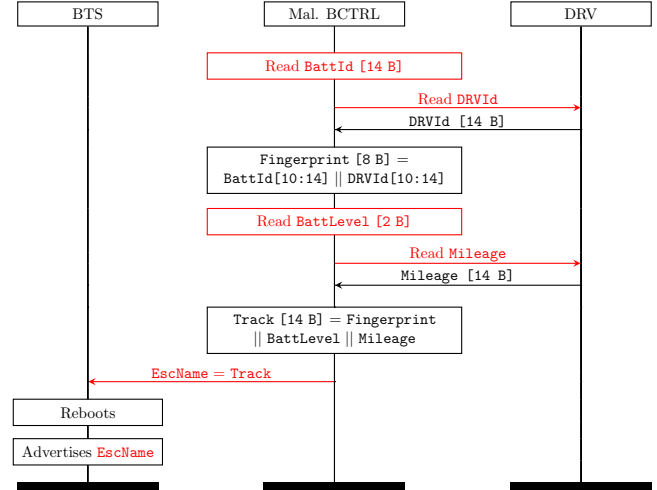 BTS
Mal. BCTRL
DRV
Read BattId [14 B]
Read DRVId
DRVId [14 B]
Fingerprint [8 B] =
BattId[10:14] || DRVId[10:14]
Read BattLevel [2 B]
Read Mileage
Mileage [14 B]
Track [14 B] = Fingerprint
|| BattLevel || Mileage
EscName = Track
Reboots
Advertises EscName